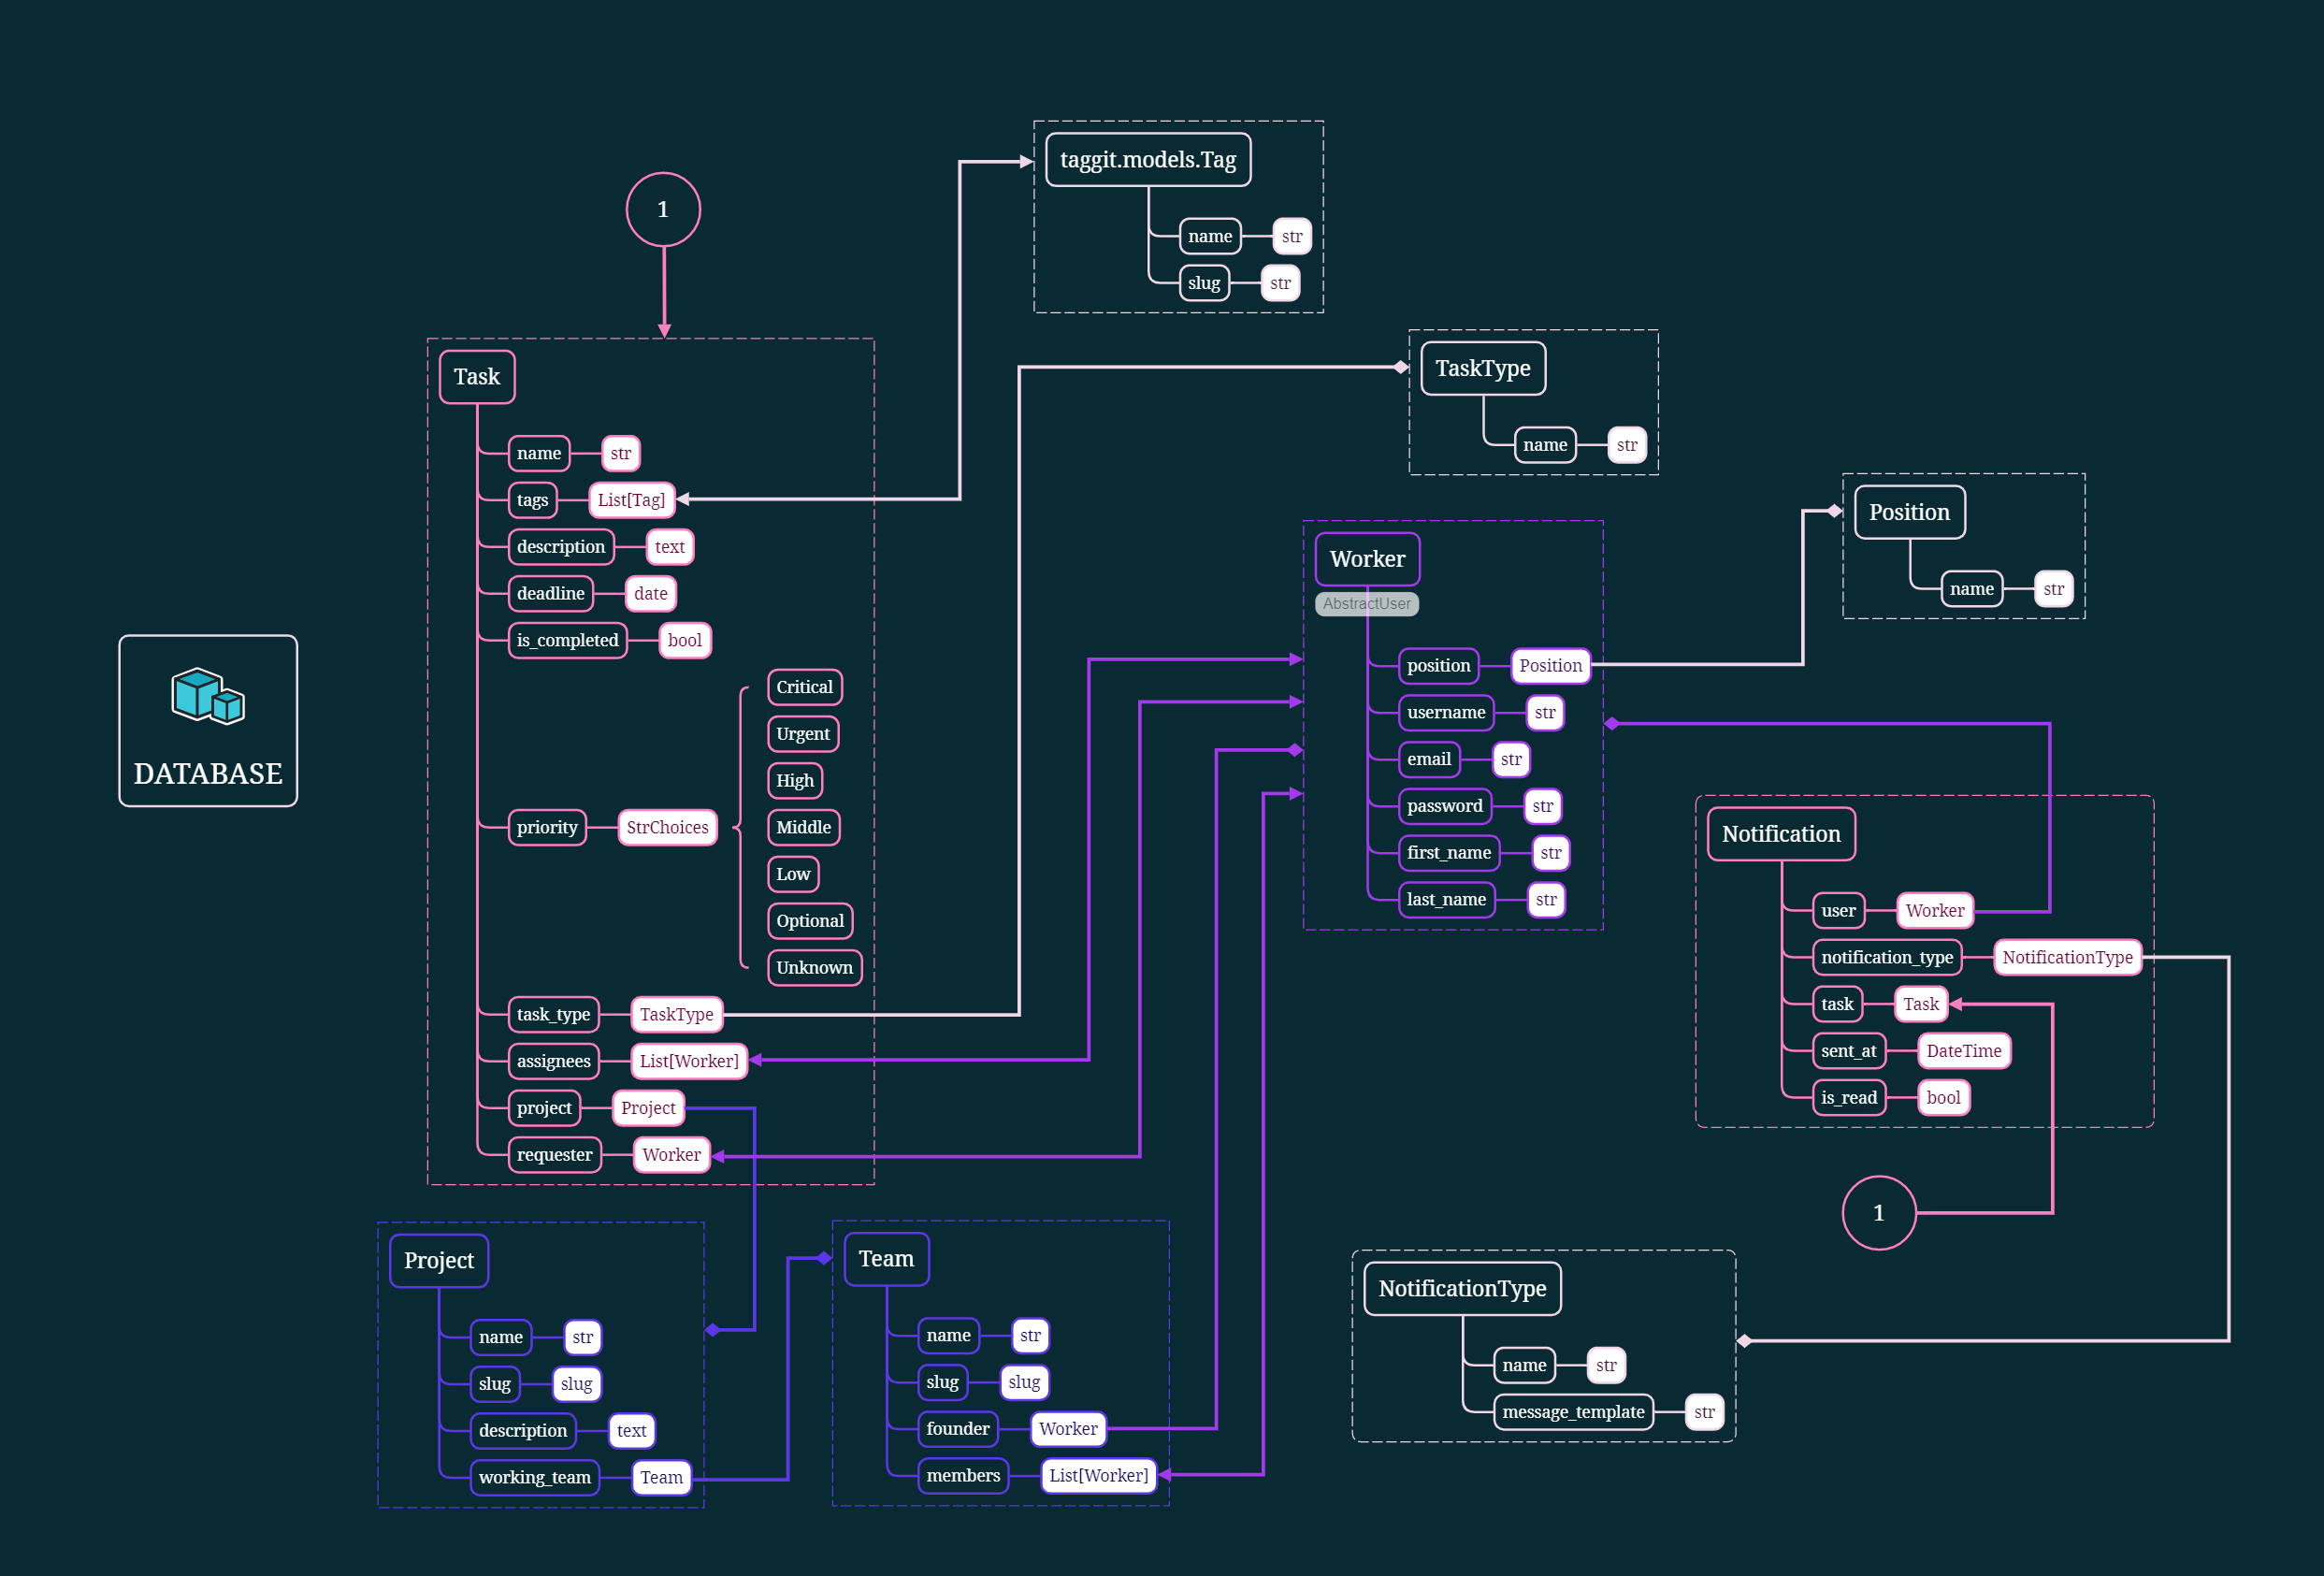 1
taggit.models.Tag
name str
slug str
Task
name str
tags List[Tag]
description text
deadline date
is_completed bool
priority StrChoices
Critical
Urgent
High
Middle
Low
Optional
Unknown
task_type TaskType
assignees List[Worker]
project Project
requester Worker
TaskType
name str
Position
name str
Worker
AbstractUser
position Position
username str
email str
password str
first_name str
last_name str
DATABASE
Notification
user Worker
notification_type NotificationType
task Task
sent_at DateTime
is_read bool
1
Project
name str
slug slug
description text
working_team Team
Team
name str
slug slug
founder Worker
members List[Worker]
NotificationType
name str
message_template str